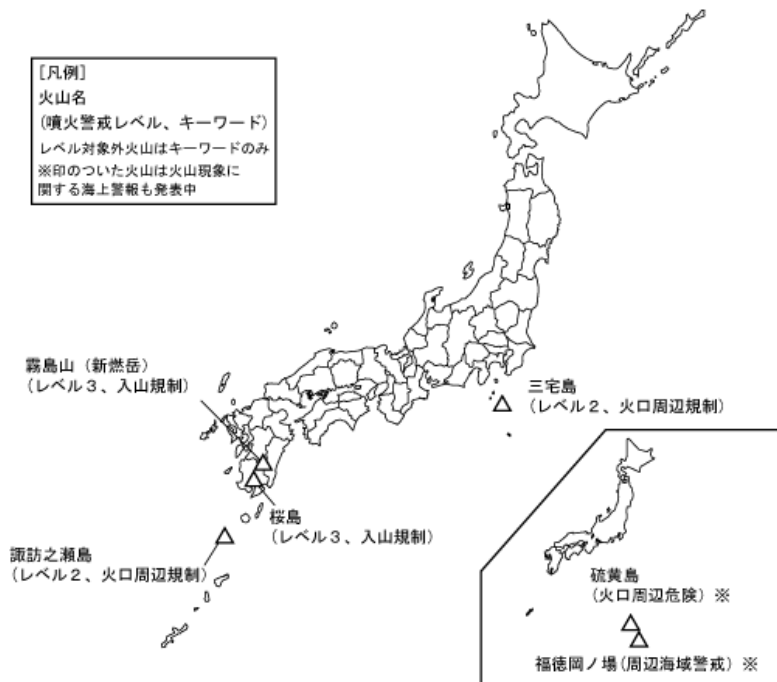 [凡例]
火山名
(噴火警戒レベル、キーワード)
レベル対象外火山はキーワードのみ
※印のついた火山は火山現象に
関する海上警報も発表中
霧島山（新燃岳）
(レベル３、入山規制)
三宅島
(レベル２、火口周辺規制)
桜島
(レベル３、入山規制)
諏訪之瀬島
(レベル２、火口周辺規制)
硫黄島
(火口周辺危険) ※
福徳岡ノ場(周辺海域警戒) ※